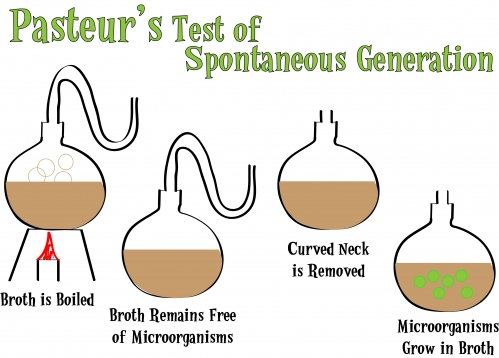 Pasteur's Test of
Spontaneous Generation
Broth is Boiled
Broth Remains Free
of Microorganisms
Curved Neck
is Removed
Microorganisms
Grow in Broth